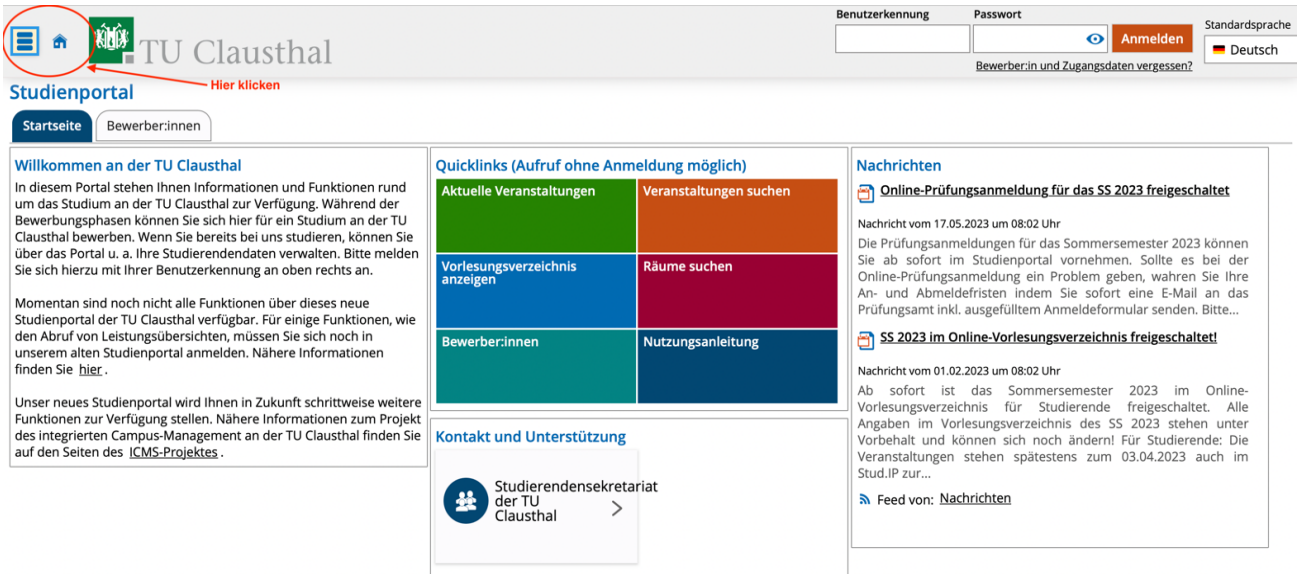 Benutzerkennung
Passwort
Standardsprache
TU Clausthal
Anmelden
Deutsch
Bewerber:in und Zugangsdaten vergessen?
Hier klicken
Studienportal
Startseite
Bewerber:innen
Willkommen an der TU Clausthal
In diesem Portal stehen Ihnen Informationen und Funktionen rund
um das Studium an der TU Clausthal zur Verfügung. Während der
Bewerbungsphasen können Sie sich hier für ein Studium an der TU
Clausthal bewerben. Wenn Sie bereits bei uns studieren, können Sie
über das Portal u. a. Ihre Studierendendaten verwalten. Bitte melden
Sie sich hierzu mit Ihrer Benutzerkennung an oben rechts an.
Momentan sind noch nicht alle Funktionen über dieses neue
Studienportal der TU Clausthal verfügbar. Für einige Funktionen, wie
den Abruf von Leistungsübersichten, müssen Sie sich noch in
unserem alten Studienportal anmelden. Nähere Informationen
finden Sie hier .
Unser neues Studienportal wird Ihnen in Zukunft schrittweise weitere
Funktionen zur Verfügung stellen. Nähere Informationen zum Projekt
des integrierten Campus-Management an der TU Clausthal finden Sie
auf den Seiten des ICMS-Projektes .
Quicklinks (Aufruf ohne Anmeldung möglich)
Aktuelle Veranstaltungen
Veranstaltungen suchen
Vorlesungsverzeichnis
anzeigen
Räume suchen
Bewerber:innen
Nutzungsanleitung
Kontakt und Unterstützung
Studierendensekretariat
der TU
Clausthal
Nachrichten
Online-Prüfungsanmeldung für das SS 2023 freigeschaltet
Nachricht vom 17.05.2023 um 08:02 Uhr
Die Prüfungsanmeldungen für das Sommersemester 2023 können
Sie ab sofort im Studienportal vornehmen. Sollte es bei der
Online-Prüfungsanmeldung ein Problem geben, wahren Sie Ihre
An- und Abmeldefristen indem Sie sofort eine E-Mail an das
Prüfungsamt inkl. ausgefülltem Anmeldeformular senden. Bitte...
SS 2023 im Online-Vorlesungsverzeichnis freigeschaltet!
Nachricht vom 01.02.2023 um 08:02 Uhr
Ab sofort ist das Sommersemester 2023 im Online-
Vorlesungsverzeichnis für Studierende freigeschaltet. Alle
Angaben im Vorlesungsverzeichnis des SS 2023 stehen unter
Vorbehalt und können sich noch ändern! Für Studierende: Die
Veranstaltungen stehen spätestens zum 03.04.2023 auch im
Stud.IP zur...
Feed von: Nachrichten